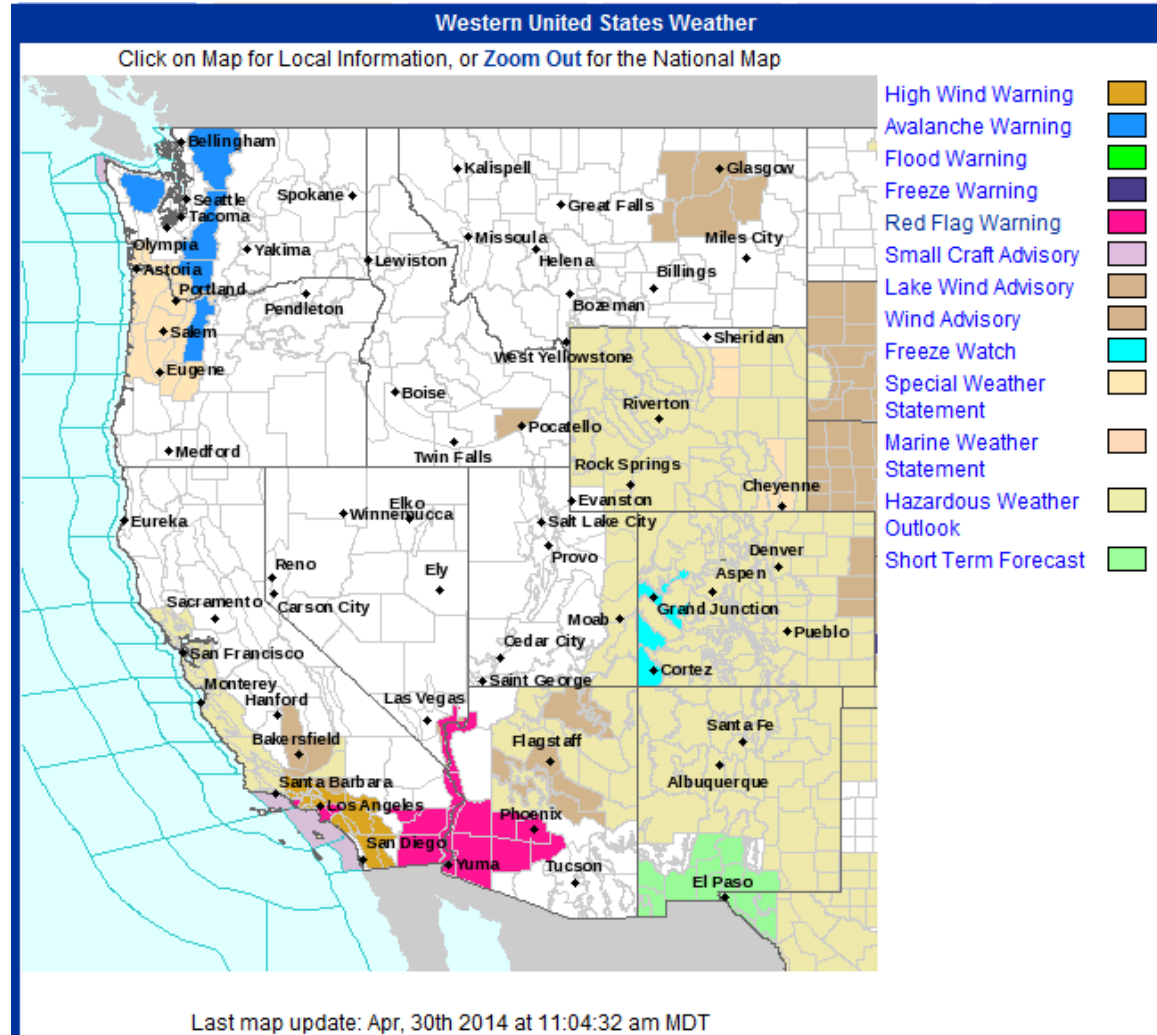 Western United States Weather
Click on Map for Local Information, or Zoom Out for the National Map
High Wind Warning
Avalanche Warning
Flood Warning
Freeze Warning
Red Flag Warning
Small Craft Advisory
Lake Wind Advisory
Wind Advisory
Freeze Watch
Special Weather
Statement
Marine Weather
Statement
Hazardous Weather
Outlook
Short Term Forecast
Bellingham
Kalispell
Glasgow
Spokane
Seattle
Great Falls
Tacoma
Olympia
Yakima
Missoula
Miles City
Helena
Lewiston
Astoria
Billings
Portland
Pendleton
Bozeman
Salem
Sheridan
West Yellowstone
Eugene
Boise
Riverton
Pocatello
Medford
Twin Falls
Rock Springs
Cheyenne
Elko
Evanston
Winnemucca
Eureka
Salt Lake City
Provo
Denver
Reno
Ely
Aspen
Sacramento
Carson City
Grand Junction
Moab
Pueblo
Cedar City
San Francisco
Cortez
Saint George
Monterey
Hanford
Las Vegas
Santa Fe
Bakersfield
Flagstaff
Albuquerque
Santa Barbara
Los Angeles
Phoenix
San Diego
Yuma
Tucson
El Paso
Last map update: Apr, 30th 2014 at 11:04:32 am MDT